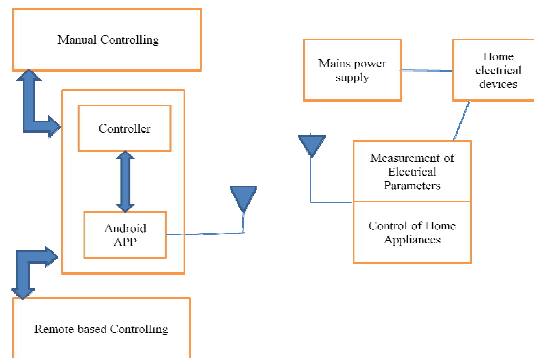 Manual Controlling
Controller
Android
APP
Remote based Controlling
Mains power
supply
Home
electrical
devices
Measurement of
Electrical
Parameters
Control of Home
Appliances